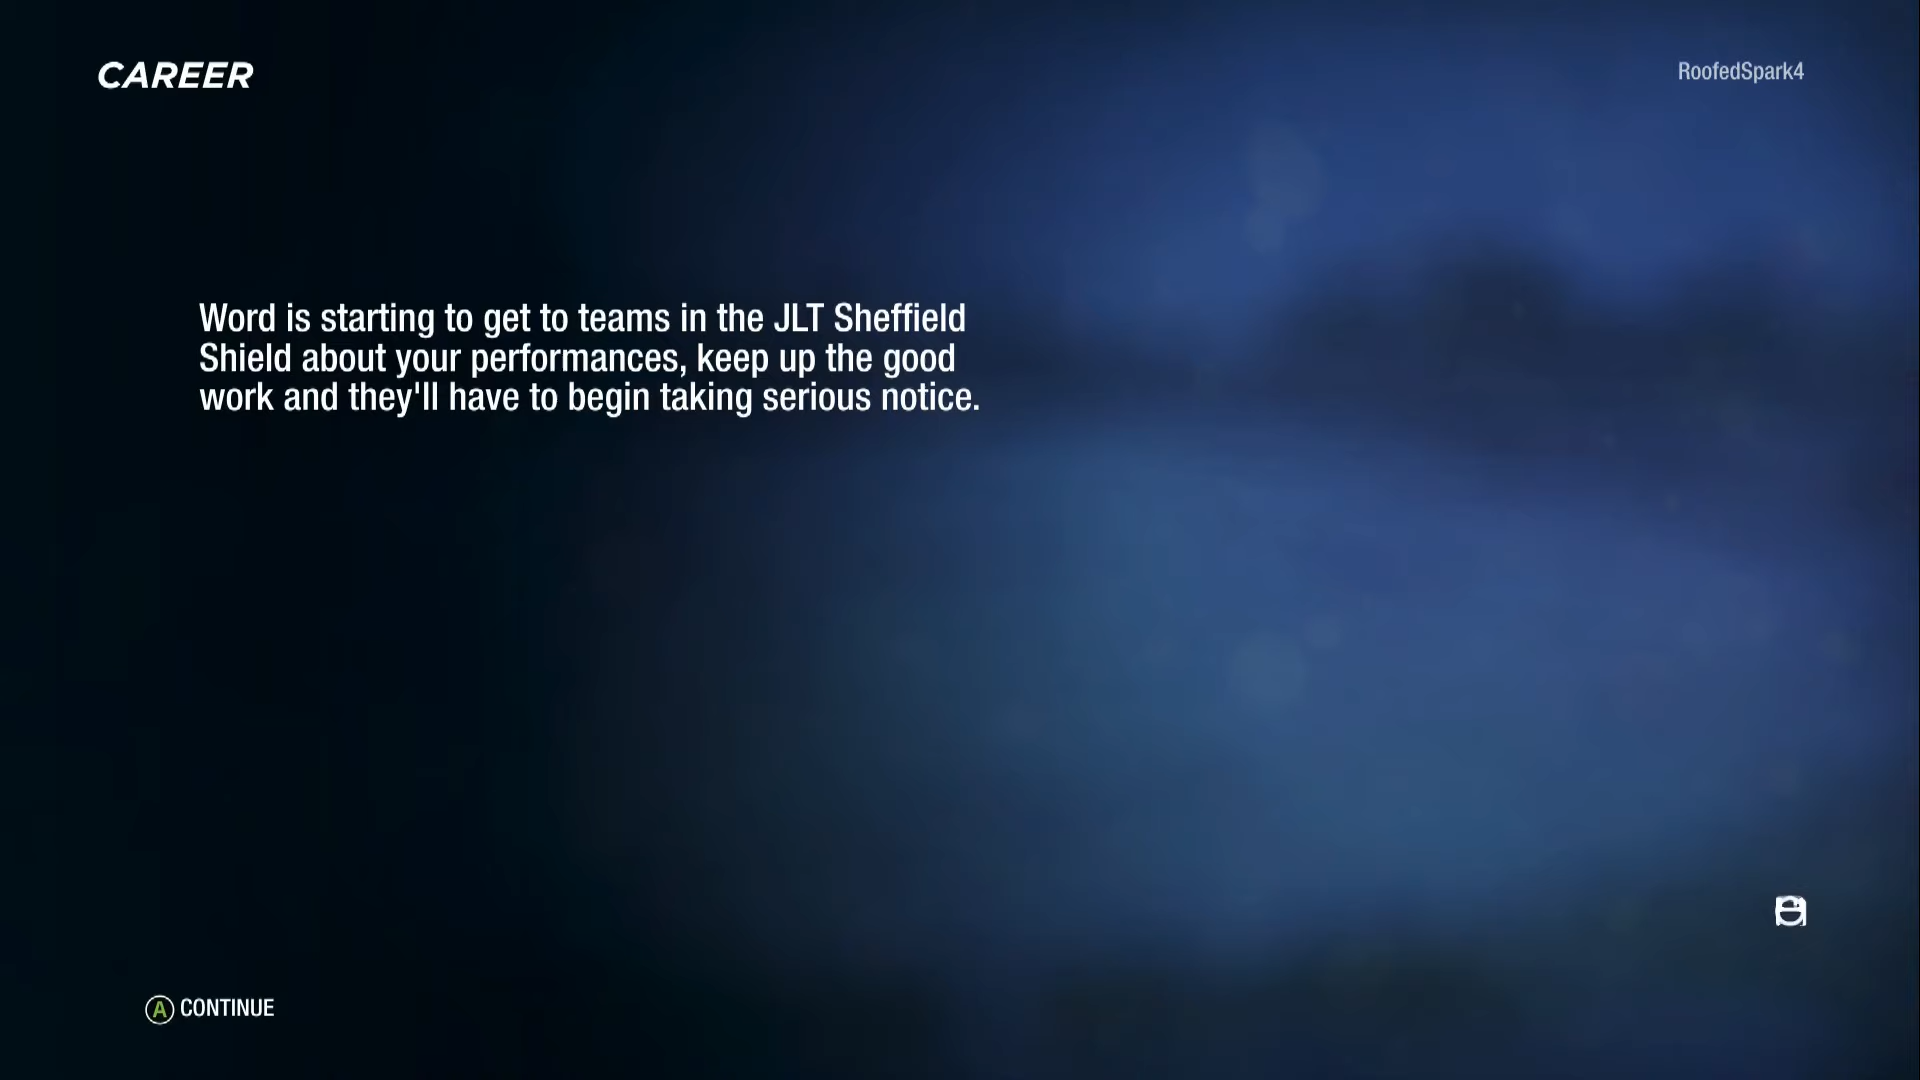 CAREER
RoofedSpark4
Word is starting to get to teams in the JLT Sheffield
Shield about your performances, keep up the good
work and they'll have to begin taking serious notice.
A CONTINUE